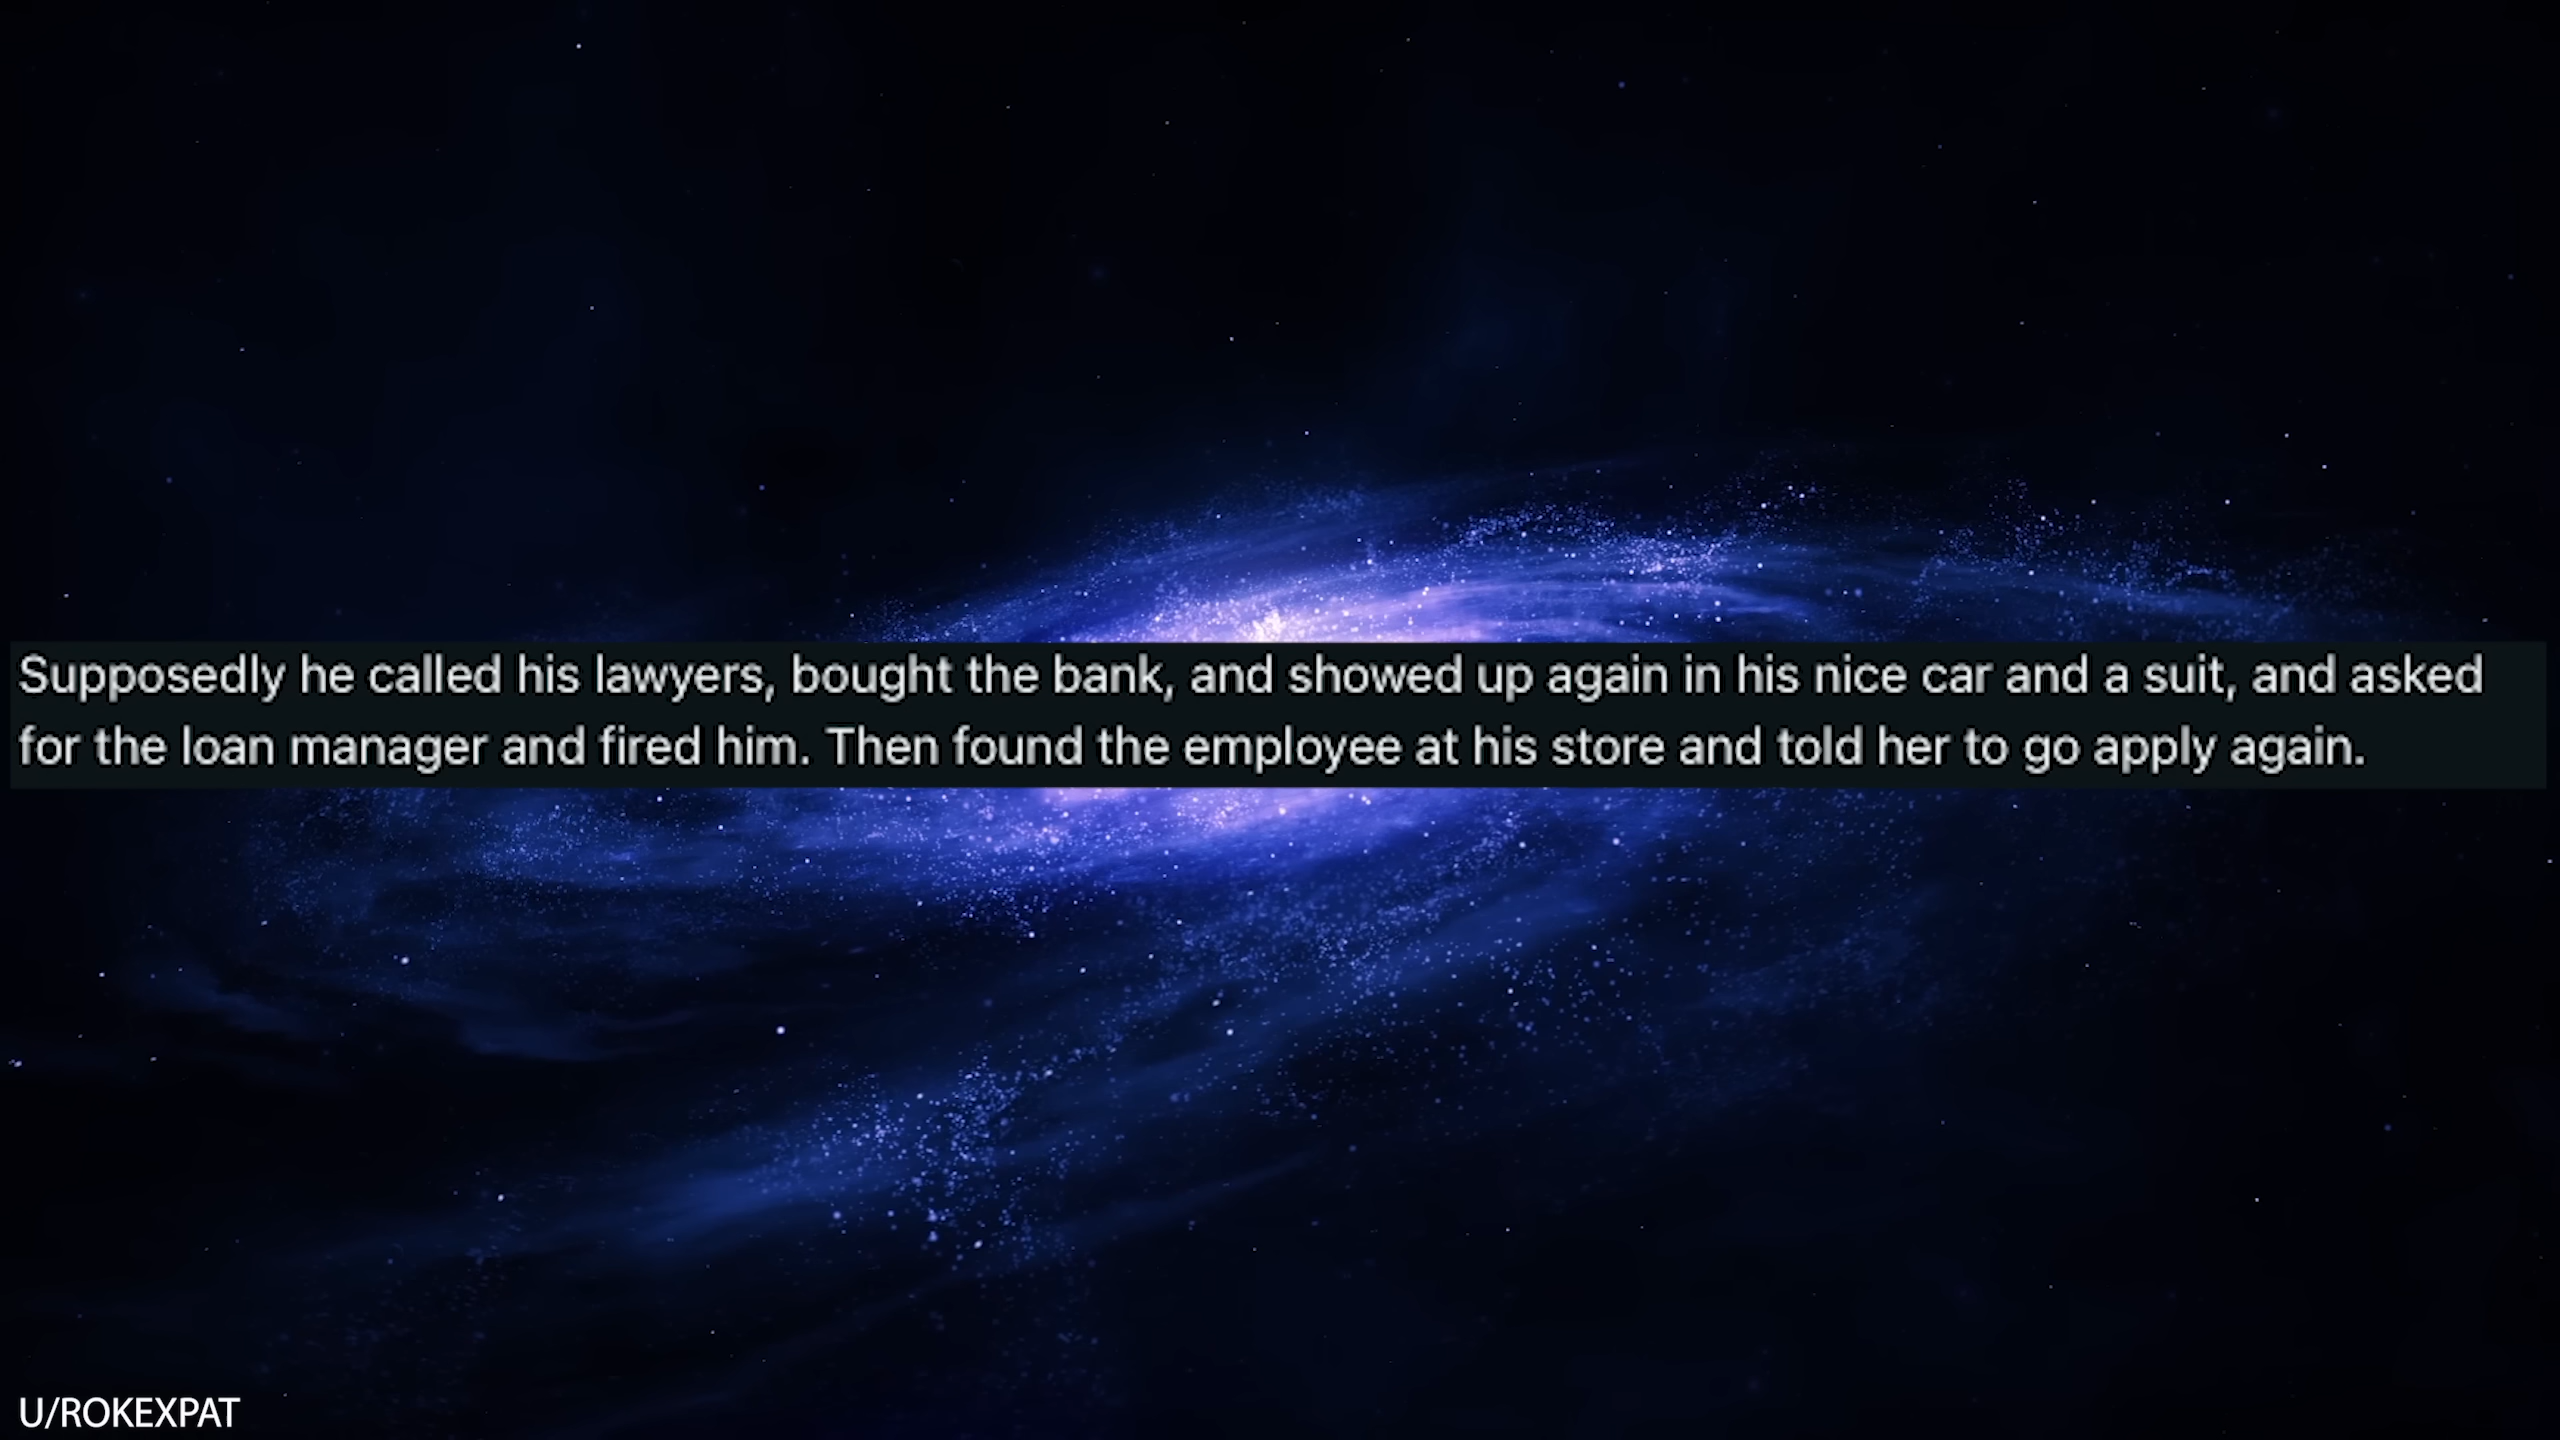 Supposedly he called his lawyers, bought the bank, and showed up again in his nice car and a suit, and asked
for the loan manager and fired him. Then found the employee at his store and told her to go apply again.
U/ROKEXPAT